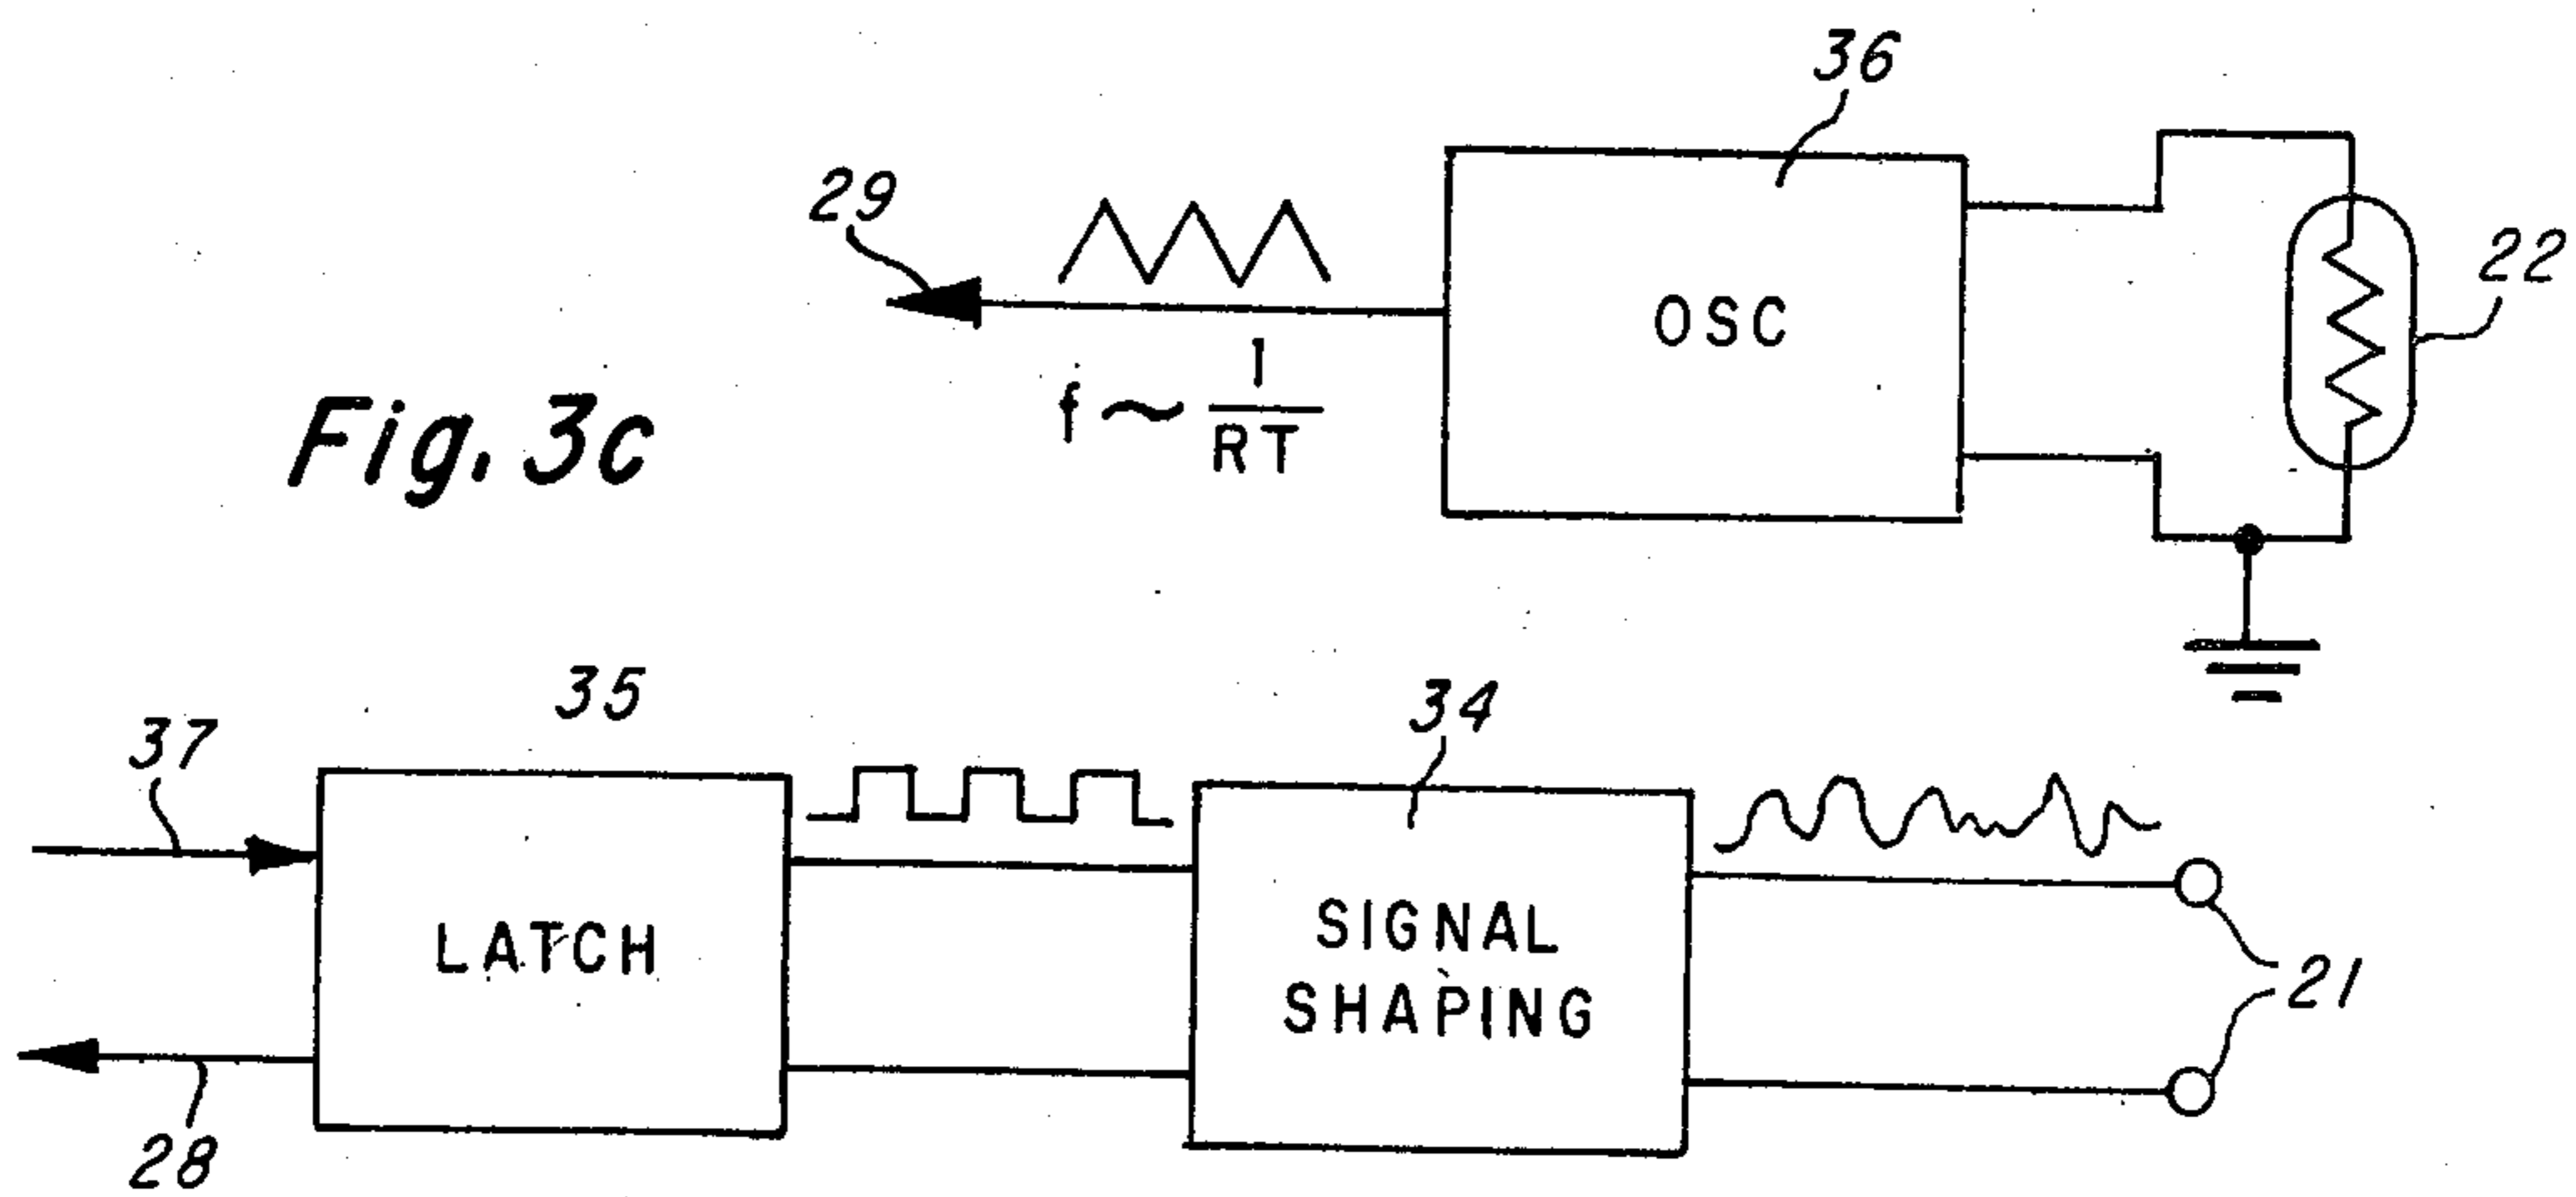 36
29
22
OSC
f ~ 1/RT
Fig. 3c
35
34
37
LATCH
SIGNAL
SHAPING
21
28